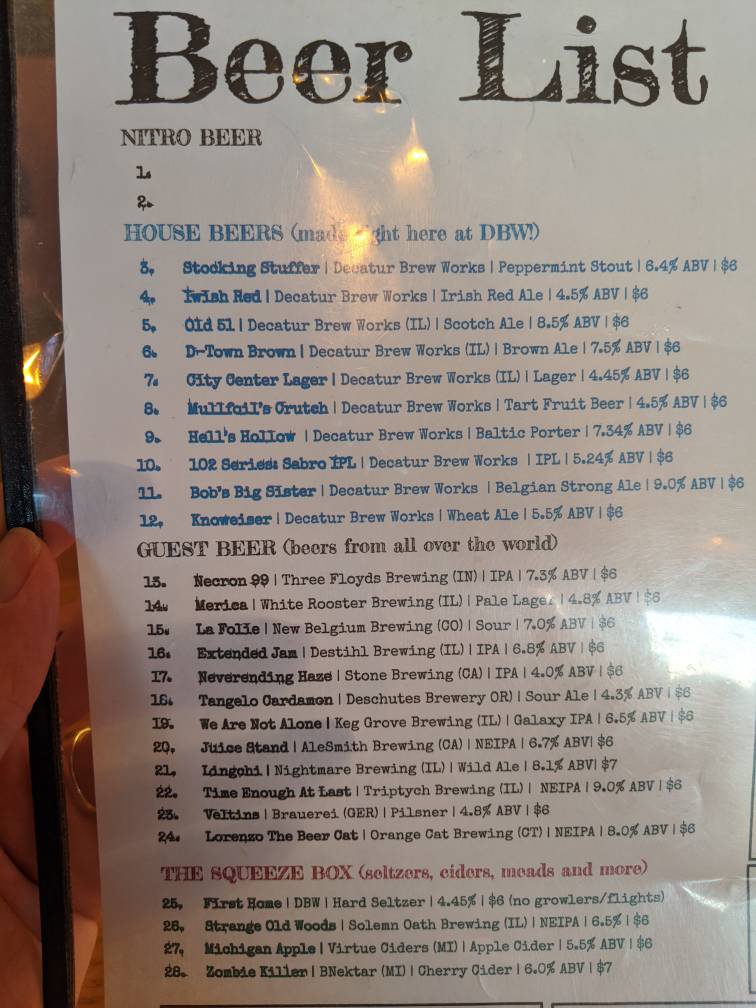 Beer List
NITRO BEER
1.
2.
HOUSE BEERS (made right here at DBW!)
3. Stocking Stuffer | Decatur Brew Works | Peppermint Stout | 6.4% ABV | $6
4. Irish Red | Decatur Brew Works | Irish Red Ale | 4.5% ABV | $6
5. Old 51 | Decatur Brew Works (IL) | Scotch Ale | 8.5% ABV | $6
6. D-Town Brown | Decatur Brew Works (IL) | Brown Ale | 7.5% ABV | $6
7. City Center Lager | Decatur Brew Works (IL) | Lager | 4.45% ABV | $6
8. Mullfoil's Crutch | Decatur Brew Works | Tart Fruit Beer | 4.5% ABV | $6
9. Hell's Hollow | Decatur Brew Works | Baltic Porter | 7.34% ABV | $6
10. 102 Series: Sabro IPL | Decatur Brew Works | IPL | 5.24% ABV | $6
11. Bob's Big Sister | Decatur Brew Works | Belgian Strong Ale | 9.0% ABV | $6
12. Knoweiser | Decatur Brew Works | Wheat Ale | 5.5% ABV | $6
GUEST BEER (beers from all over the world)
13. Necron 99 | Three Floyds Brewing (IN) | IPA | 7.3% ABV | $6
14. Merica | White Rooster Brewing (IL) | Pale Lager | 4.8% ABV | $6
15. La Folie | New Belgium Brewing (CO) | Sour | 7.0% ABV | $6
16. Extended Jam | Destihl Brewing (IL) | IPA | 6.8% ABV | $6
17. Neverending Haze | Stone Brewing (CA) | IPA | 4.0% ABV | $6
18. Tangelo Cardamon | Deschutes Brewery OR) | Sour Ale | 4.3% ABV | $6
19. We Are Not Alone | Keg Grove Brewing (IL) | Galaxy IPA | 6.5% ABV | $6
20. Juice Stand | AleSmith Brewing (CA) | NEIPA | 6.7% ABV| $6
21. Lingchi | Nightmare Brewing (IL) | Wild Ale | 8.1% ABV| $7
22. Time Enough At Last | Triptych Brewing (IL) | NEIPA | 9.0% ABV | $6
23. Veltins | Brauerei (GER) | Pilsner | 4.8% ABV | $6
24. Lorenzo The Beer Cat | Orange Cat Brewing (CT) | NEIPA | 8.0% ABV | $6
THE SQUEEZE BOX (seltzers, ciders, meads and more)
25. First Home | DBW | Hard Seltzer | 4.45% | $6 (no growlers/flights)
26. Strange Old Woods | Solemn Oath Brewing (IL) | NEIPA | 6.5% | $6
27. Michigan Apple | Virtue Ciders (MI) | Apple Cider | 5.5% ABV | $6
28. Zombie Killer | BNektar (MI) | Cherry Cider | 6.0% ABV | $7